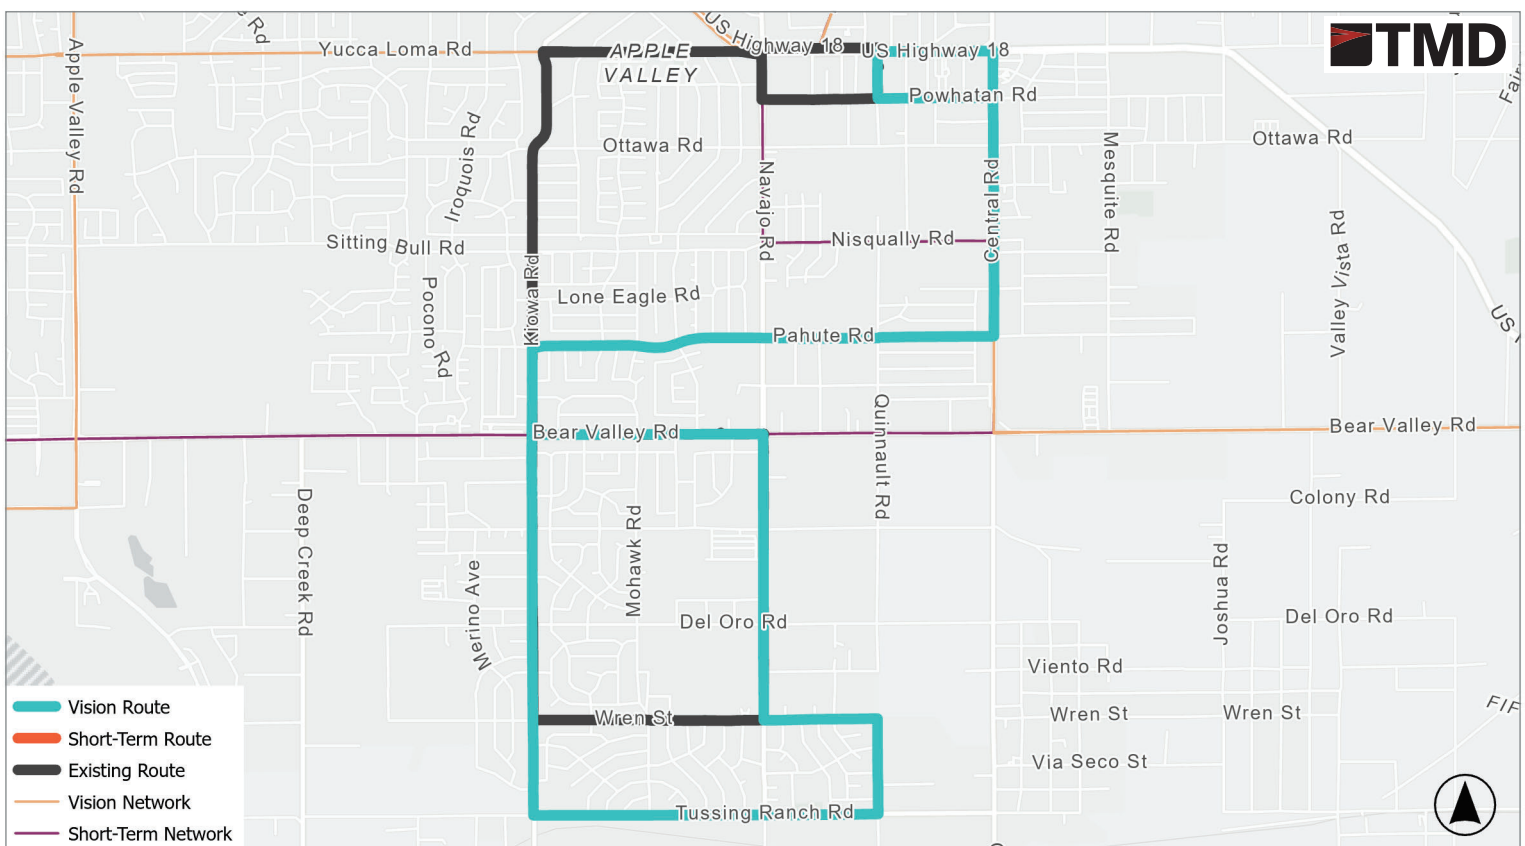 e Rd
US Highway 18
US Highway 18
TMD
Yucca Loma Rd
APPLE
VALLEY
Apple Valley Rd
Powhatan Rd
Fair
Iroquois Rd
Ottawa Rd
Ottawa Rd
Mesquite Rd
Navajo Rd
Central Rd
Sitting Bull Rd
Nisqually Rd
Valley Vista Rd
Kiowa Rd
Pocono Rd
Lone Eagle Rd
US
Pahute Rd
Bear Valley Rd
Quinnault Rd
Bear Valley Rd
Deep Creek Rd
Mohawk Rd
Colony Rd
Merino Ave
Joshua Rd
Del Oro Rd
Del Oro Rd
Viento Rd
Wren St
Wren St
Wren St
FIF
Via Seco St
Tussing Ranch Rd
Vision Route
Short-Term Route
Existing Route
Vision Network
Short-Term Network